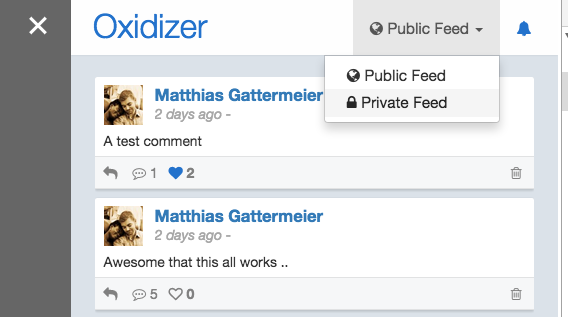 Oxidizer
Public Feed
Public Feed
Private Feed
Matthias Gattermeier
2 days ago -
A test comment
1 2
Matthias Gattermeier
2 days ago -
Awesome that this all works ..
5 0